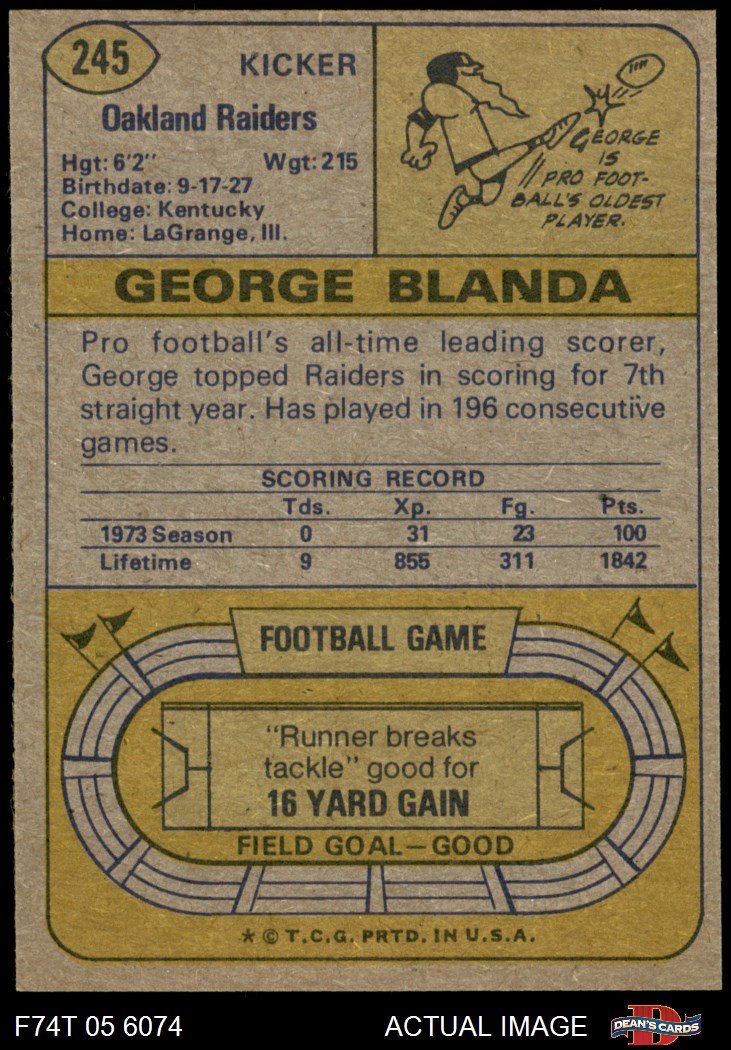 245
KICKER
Oakland Raiders
Hgt: 6'2" Wgt: 215
Birthdate: 9-17-27
College: Kentucky
Home: LaGrange, Ill.
GEORGE
IS
PRO FOOT-
BALL'S OLDEST
PLAYER.
GEORGE BLANDA
Pro football's all-time leading scorer,
George topped Raiders in scoring for 7th
straight year. Has played in 196 consecutive
games.
SCORING RECORD
Tds. Xp. Fg. Pts.
1973 Season 0 31 23 100
Lifetime 9 855 311 1842
FOOTBALL GAME
"Runner breaks
tackle" good for
16 YARD GAIN
FIELD GOAL—GOOD
* © T.C.G. PRTD. IN U.S.A.
F74T 05 6074 ACTUAL IMAGE
D
DEAN'S CARDS